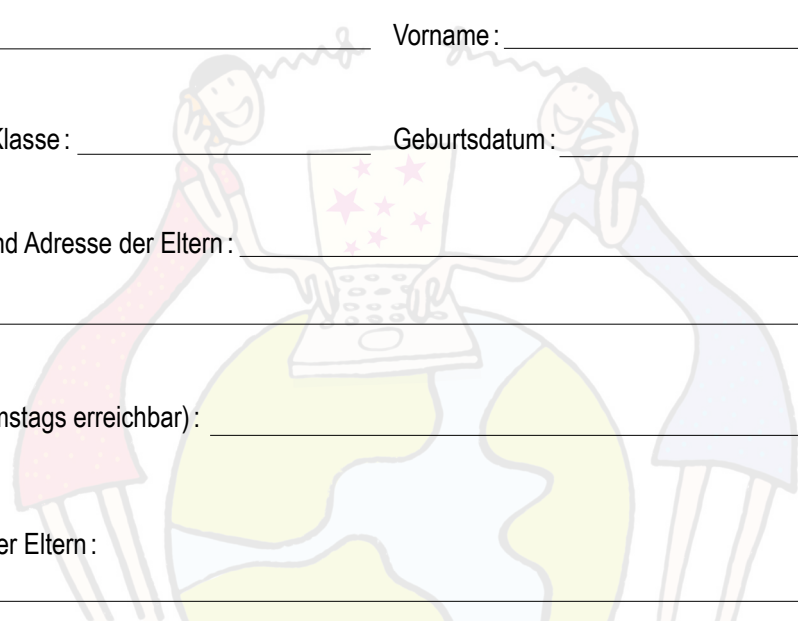 Vorname :
Klasse : Geburtsdatum :
nd Adresse der Eltern :
nstags erreichbar) :
er Eltern :